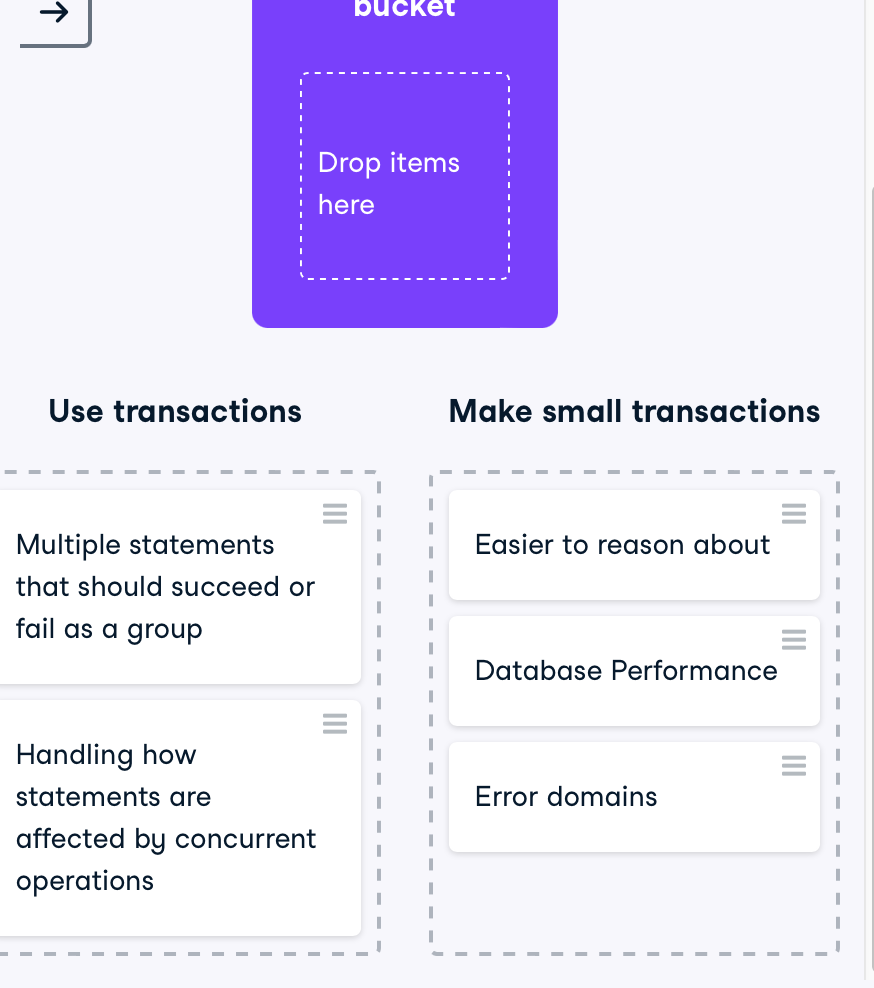 bucket
Drop items
here
Use transactions
Multiple statements
that should succeed or
fail as a group
Handling how
statements are
affected by concurrent
operations
Make small transactions
Easier to reason about
Database Performance
Error domains